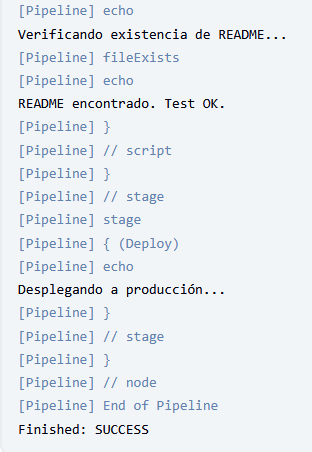 [Pipeline] echo
Verificando existencia de README...
[Pipeline] fileExists
[Pipeline] echo
README encontrado. Test OK.
[Pipeline] }
[Pipeline] // script
[Pipeline] }
[Pipeline] // stage
[Pipeline] stage
[Pipeline] { (Deploy)
[Pipeline] echo
Desplegando a producción...
[Pipeline] }
[Pipeline] // stage
[Pipeline] }
[Pipeline] // node
[Pipeline] End of Pipeline
Finished: SUCCESS